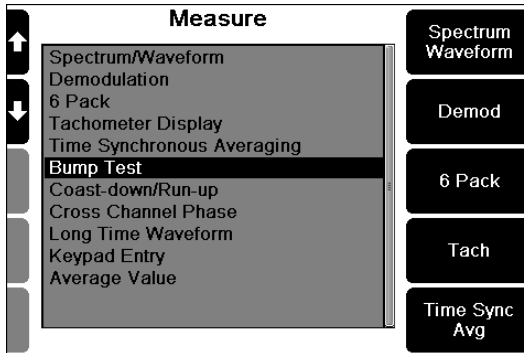 Measure
Spectrum/Waveform
Demodulation
6 Pack
Tachometer Display
Time Synchronous Averaging
Bump Test
Coast-down/Run-up
Cross Channel Phase
Long Time Waveform
Keypad Entry
Average Value
Spectrum
Waveform
Demod
6 Pack
Tach
Time Sync
Avg